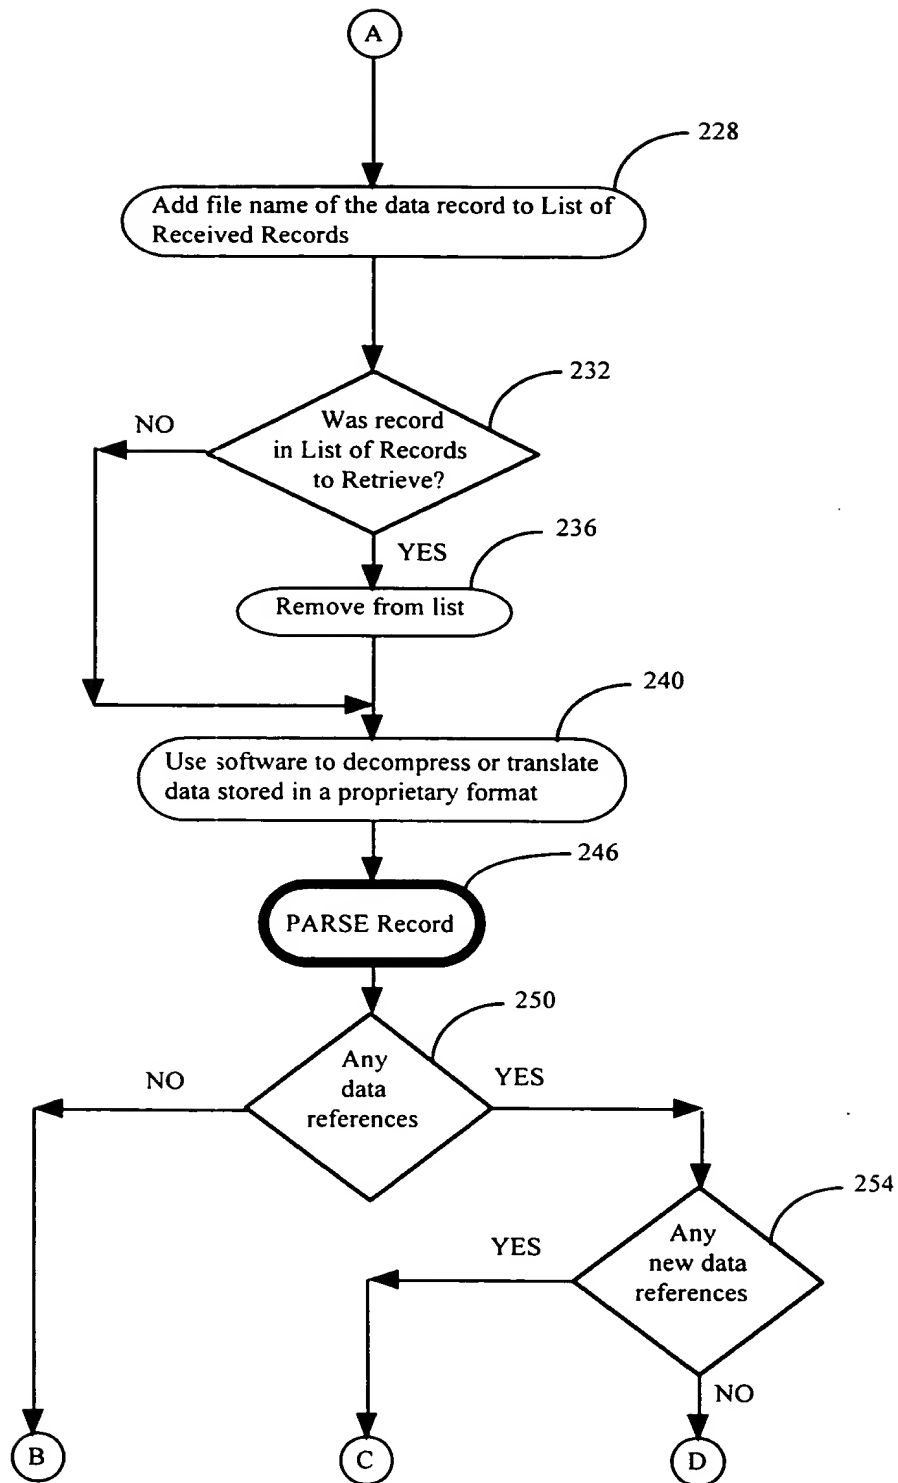 A
228
Add file name of the data record to List of
Received Records
232
NO
Was record
in List of Records
to Retrieve?
236
YES
Remove from list
240
Use software to decompress or translate
data stored in a proprietary format
246
PARSE Record
250
NO
Any
data
references
YES
254
YES
Any
new data
references
NO
B
C
D